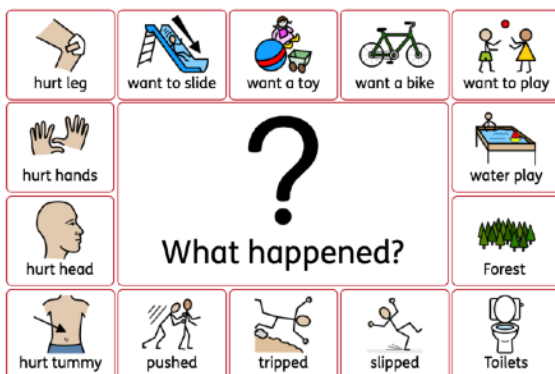 hurt leg
want to slide
want a toy
want a bike
want to play
hurt hands
?
What happened?
water play
hurt head
Forest
hurt tummy
pushed
tripped
slipped
Toilets